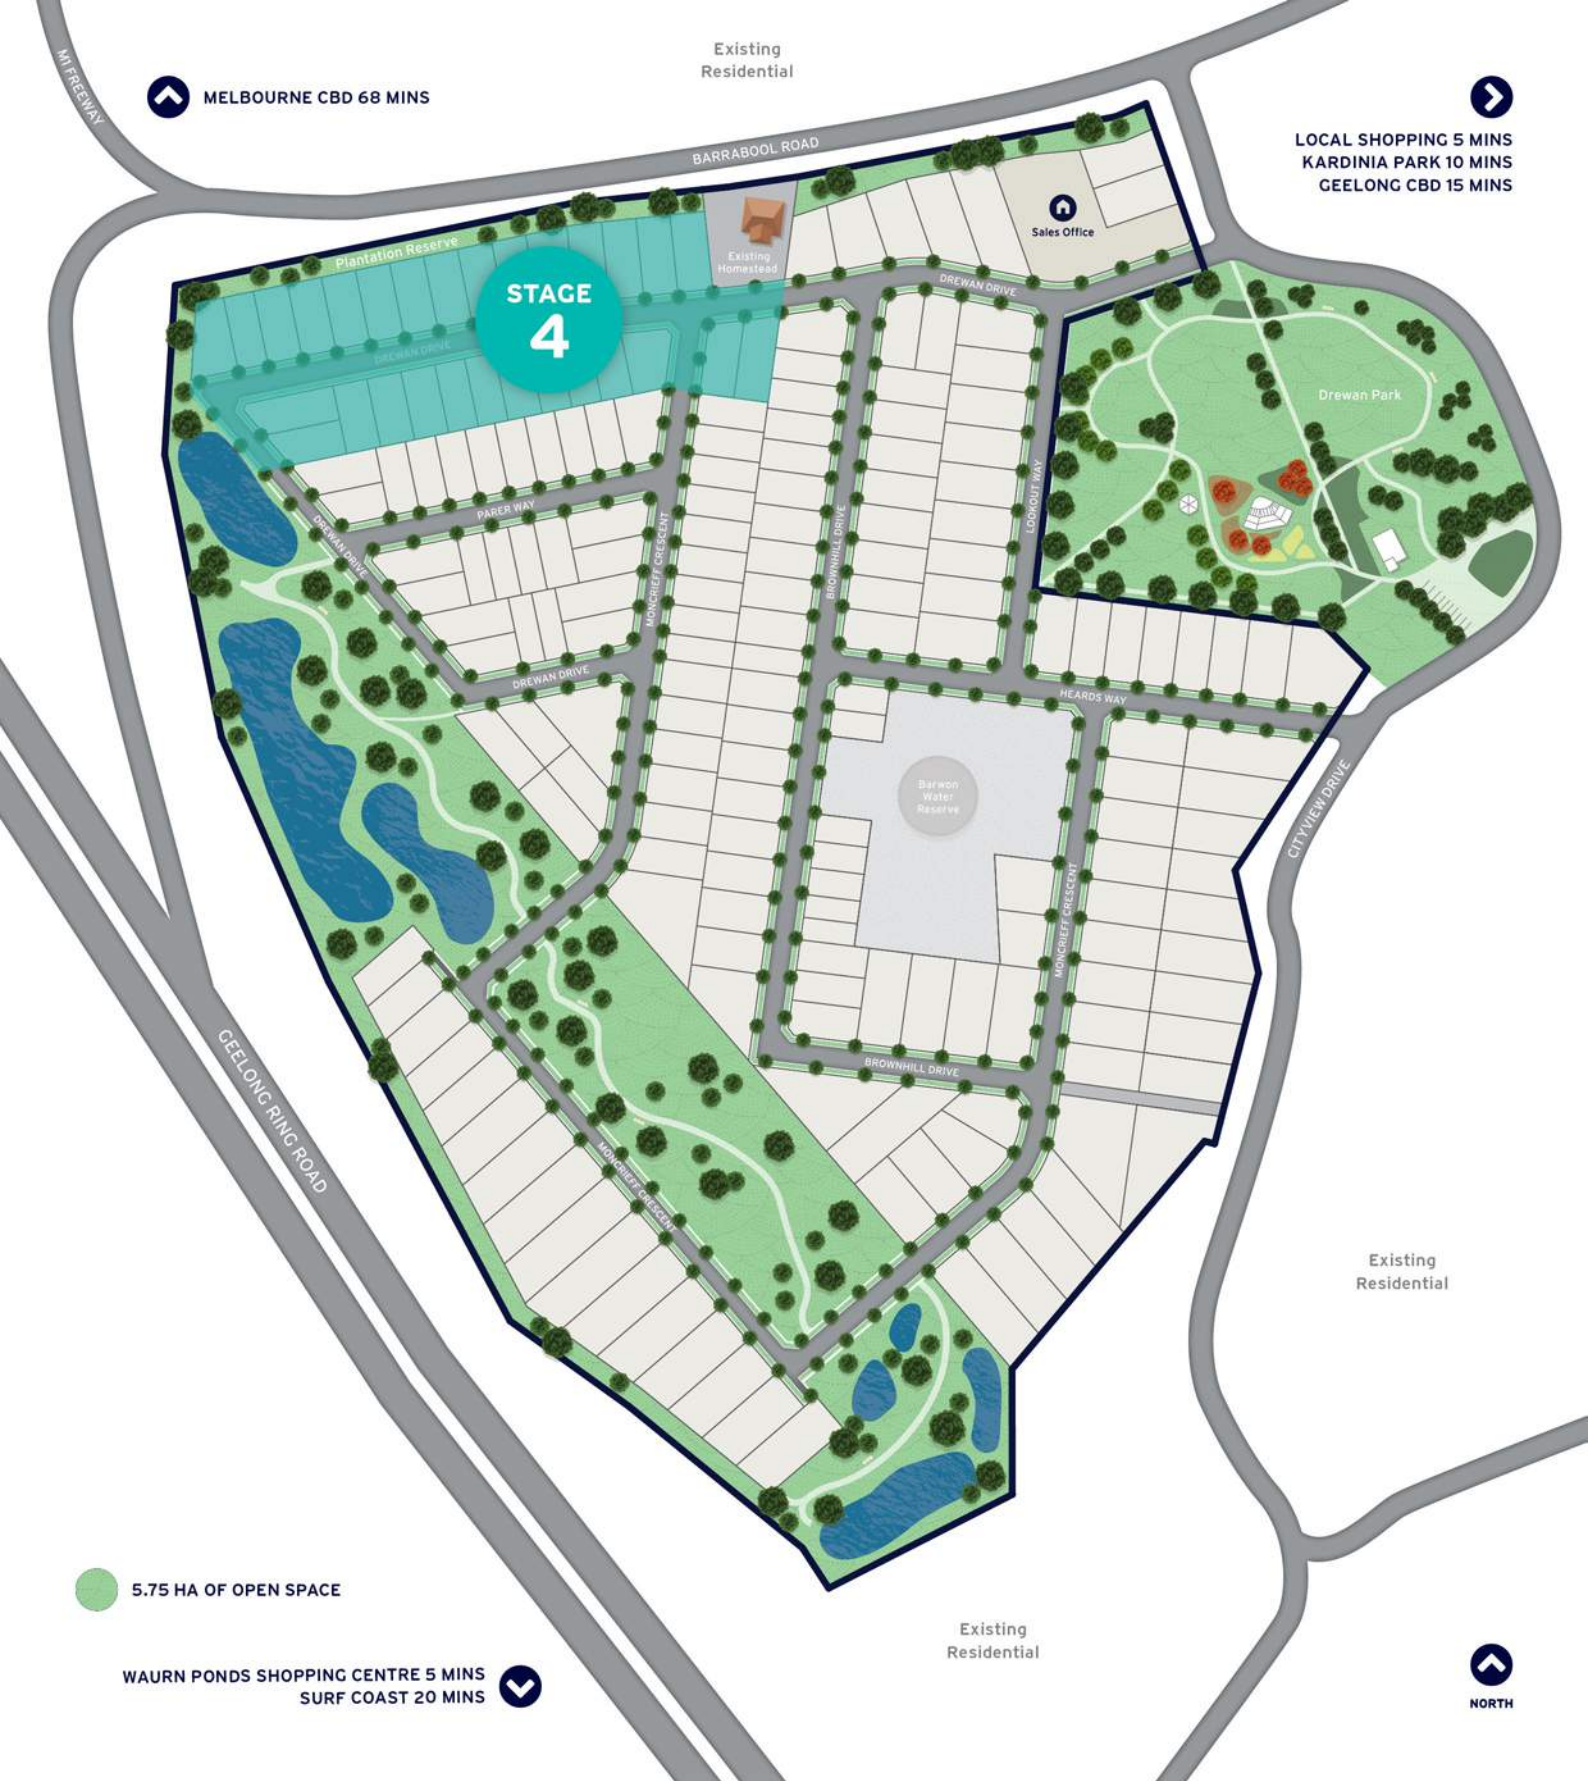 Existing
Residential
M1 FREEWAY
MELBOURNE CBD 68 MINS
LOCAL SHOPPING 5 MINS
KARDINIA PARK 10 MINS
GEELONG CBD 15 MINS
BARRABOOL ROAD
Sales Office
Plantation Reserve
Existing
Homestead
STAGE
4
DREWAN DRIVE
DREWAN DRIVE
Drewan Park
LOOKOUT WAY
PARER WAY
DREWAN DRIVE
MONCRIEFF CRESCENT
BROWNHILL DRIVE
DREWAN DRIVE
HEARDS WAY
Barwon
Water
Reserve
CITYVIEW DRIVE
MONCRIEFF CRESCENT
BROWNHILL DRIVE
GEELONG RING ROAD
MONCRIEFF CRESCENT
Existing
Residential
5.75 HA OF OPEN SPACE
Existing
Residential
WAURN PONDS SHOPPING CENTRE 5 MINS
SURF COAST 20 MINS
NORTH